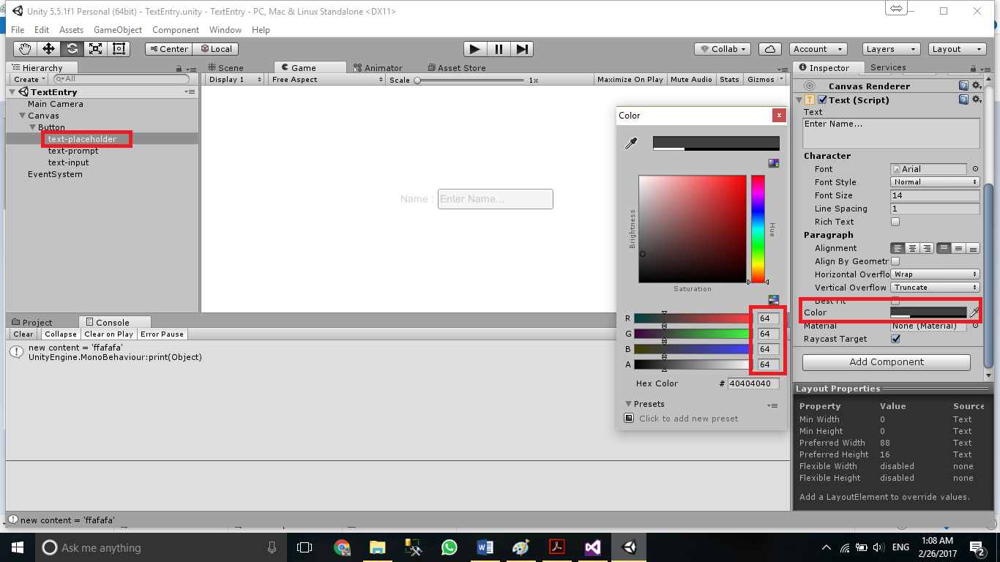 Unity 5.5.1f1 Personal (64bit) - TextEntry.unity - TextEntry - PC, Mac & Linux Standalone <DX11>
File Edit Assets GameObject Component Window Help
Center Local Collab Account Layers Layout
Hierarchy
Create All
TextEntry
Main Camera
Canvas
Button
text-placeholder
text-prompt
text-input
EventSystem
Scene Game Animator Asset Store
Display 1 Free Aspect Scale 1x Maximize On Play Mute Audio Stats Gizmos
Name : Enter Name...
Color
x
Brightness
Hue
Saturation
R 64
G 64
B 64
A 64
Hex Color # 40404040
Presets
Click to add new preset
Inspector Services
Canvas Renderer
Text (Script)
Text
Enter Name...
Character
Font Arial
Font Style Normal
Font Size 14
Line Spacing 1
Rich Text
Paragraph
Alignment
Align By Geometr
Horizontal Overflo Wrap
Vertical Overflow Truncate
Best Fit
Color
Material None (Material)
Raycast Target
Add Component
Layout Properties
Property Value Source
Min Width 0 Text
Min Height 0 Text
Preferred Width 88 Text
Preferred Height 16 Text
Flexible Width disabled none
Flexible Height disabled none
Add a LayoutElement to override values.
Project Console
Clear Collapse Clear on Play Error Pause
new content = 'ffafafa'
UnityEngine.MonoBehaviour:print(Object)
new content = 'ffafafa'
Ask me anything
ENG
1:08 AM
2/26/2017
2